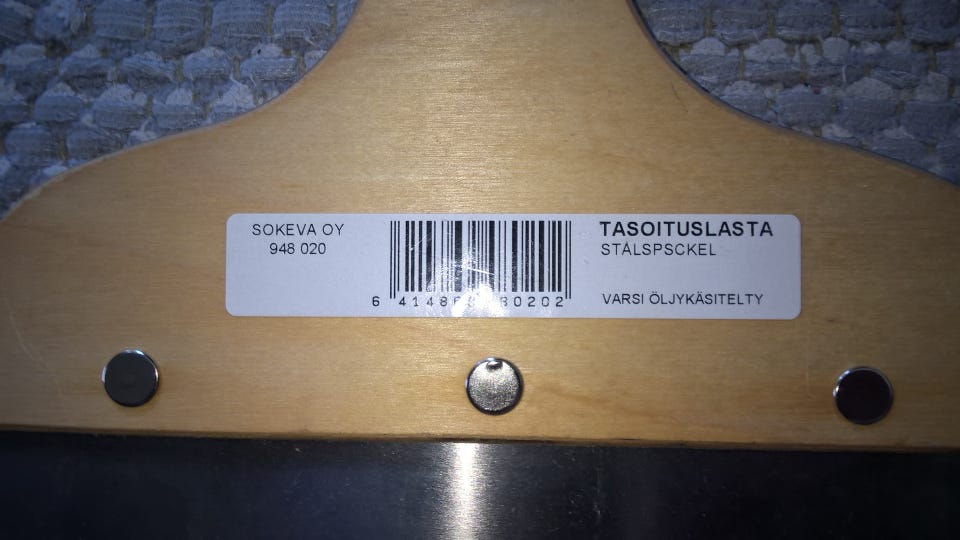 SOKEVA OY
948 020
TASOITUSLASTA
STÅLSPSCKEL
VARSI ÖLJYKÄSITELTY